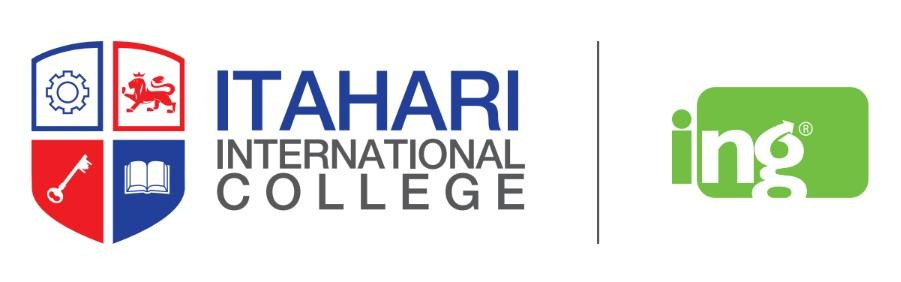 ITAHARI
INTERNATIONAL
COLLEGE
ing®